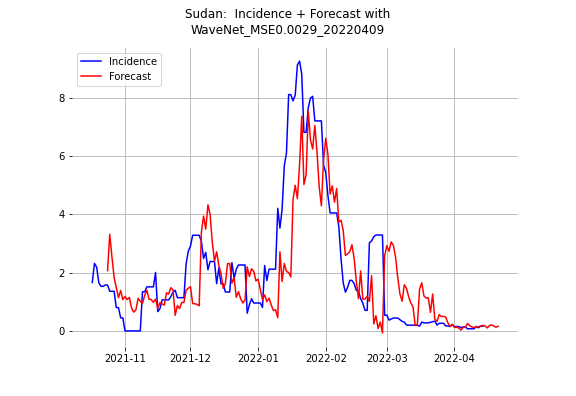 Sudan:  Incidence + Forecast with
WaveNet_MSE0.0029_20220409
Incidence
Forecast
8
6
4
2
0
2021-11
2021-12
2022-01
2022-02
2022-03
2022-04